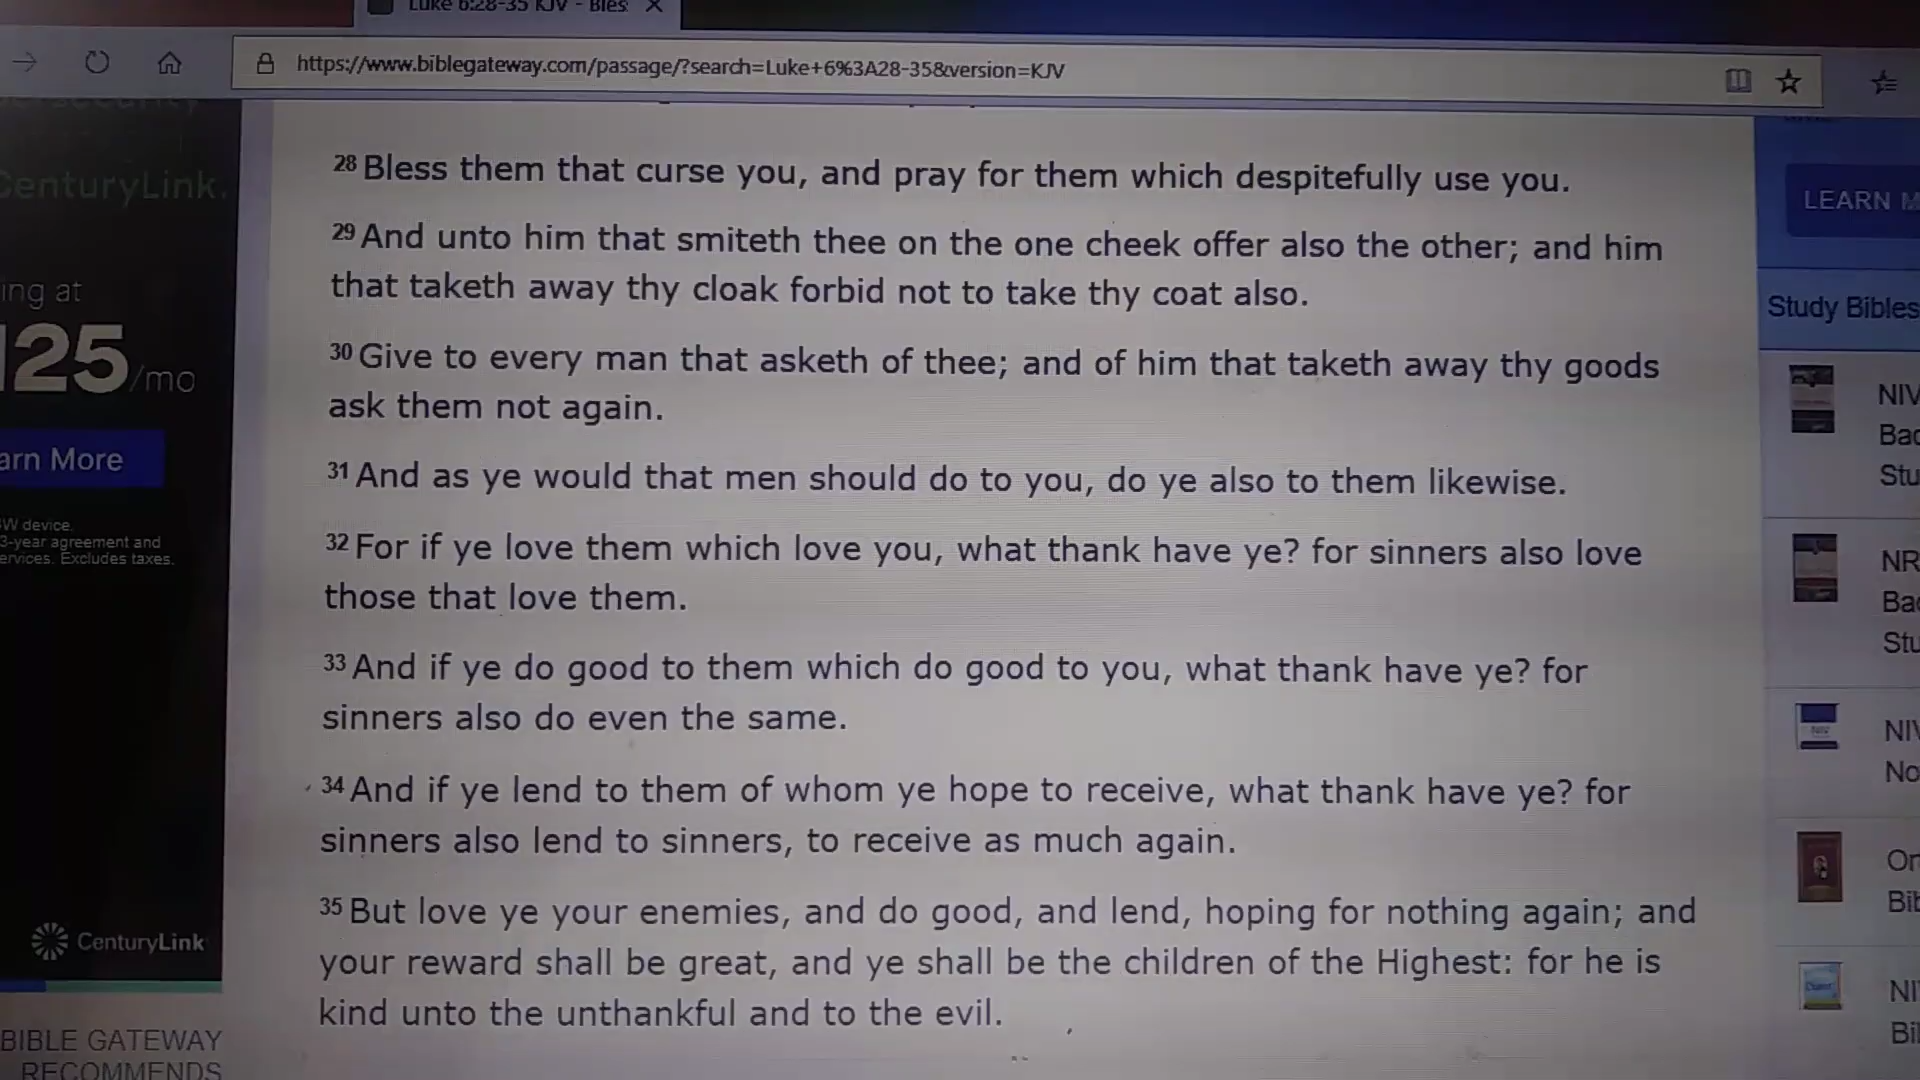 Luke 6:28-35 KJV - Bles
https://www.biblegateway.com/passage/?search=Luke+6%3A28-35&version=KJV
CenturyLink.
ing at
125/mo
arn More
W device.
3-year agreement and
ervices. Excludes taxes.
CenturyLink
BIBLE GATEWAY
RECOMMENDS
28 Bless them that curse you, and pray for them which despitefully use you.
29 And unto him that smiteth thee on the one cheek offer also the other; and him
that taketh away thy cloak forbid not to take thy coat also.
30 Give to every man that asketh of thee; and of him that taketh away thy goods
ask them not again.
31 And as ye would that men should do to you, do ye also to them likewise.
32 For if ye love them which love you, what thank have ye? for sinners also love
those that love them.
33 And if ye do good to them which do good to you, what thank have ye? for
sinners also do even the same.
34 And if ye lend to them of whom ye hope to receive, what thank have ye? for
sinners also lend to sinners, to receive as much again.
35 But love ye your enemies, and do good, and lend, hoping for nothing again; and
your reward shall be great, and ye shall be the children of the Highest: for he is
kind unto the unthankful and to the evil.
LEARN M
Study Bibles
NIV
Bac
Stu
NR
Bac
Stu
NIV
No
Or
Bib
NI
Bil